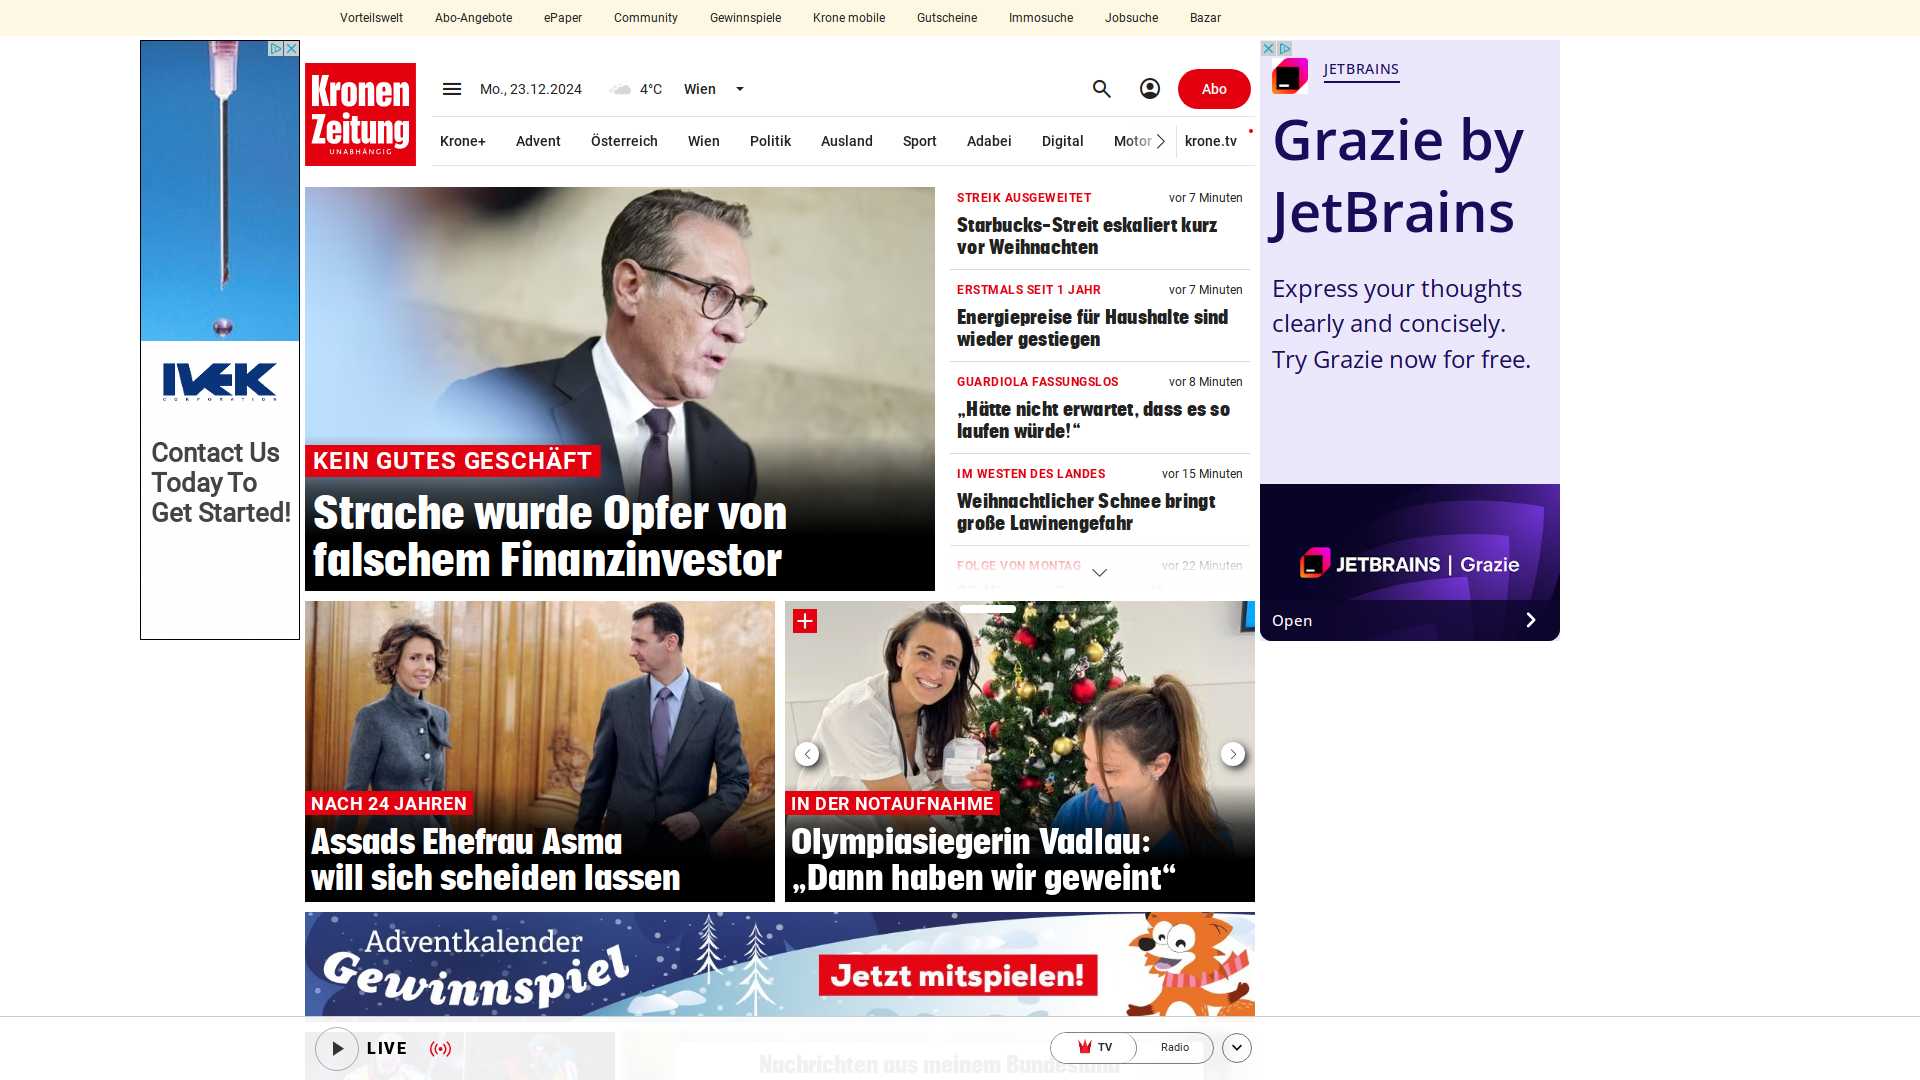 Vorteilswelt Abo-Angebote ePaper Community Gewinnspiele Krone mobile Gutscheine Immosuche Jobsuche Bazar
IVEK
CORPORATION
Contact Us
Today To
Get Started!
Kronen
Zeitung
UNABHÄNGIG
Mo., 23.12.2024 4°C Wien
Abo
Krone+ Advent Österreich Wien Politik Ausland Sport Adabei Digital Motor krone.tv
KEIN GUTES GESCHÄFT
Strache wurde Opfer von
falschem Finanzinvestor
STREIK AUSGEWEITET vor 7 Minuten
Starbucks-Streit eskaliert kurz
vor Weihnachten
ERSTMALS SEIT 1 JAHR vor 7 Minuten
Energiepreise für Haushalte sind
wieder gestiegen
GUARDIOLA FASSUNGSLOS vor 8 Minuten
„Hätte nicht erwartet, dass es so
laufen würde!“
IM WESTEN DES LANDES vor 15 Minuten
Weihnachtlicher Schnee bringt
große Lawinengefahr
FOLGE VON MONTAG vor 22 Minuten
NACH 24 JAHREN
Assads Ehefrau Asma
will sich scheiden lassen
IN DER NOTAUFNAHME
Olympiasiegerin Vadlau:
„Dann haben wir geweint“
Adventkalender
Gewinnspiel
Jetzt mitspielen!
LIVE
TV Radio
Nachrichten aus meinem Bundesland
JETBRAINS
Grazie by
JetBrains
Express your thoughts
clearly and concisely.
Try Grazie now for free.
JETBRAINS | Grazie
Open